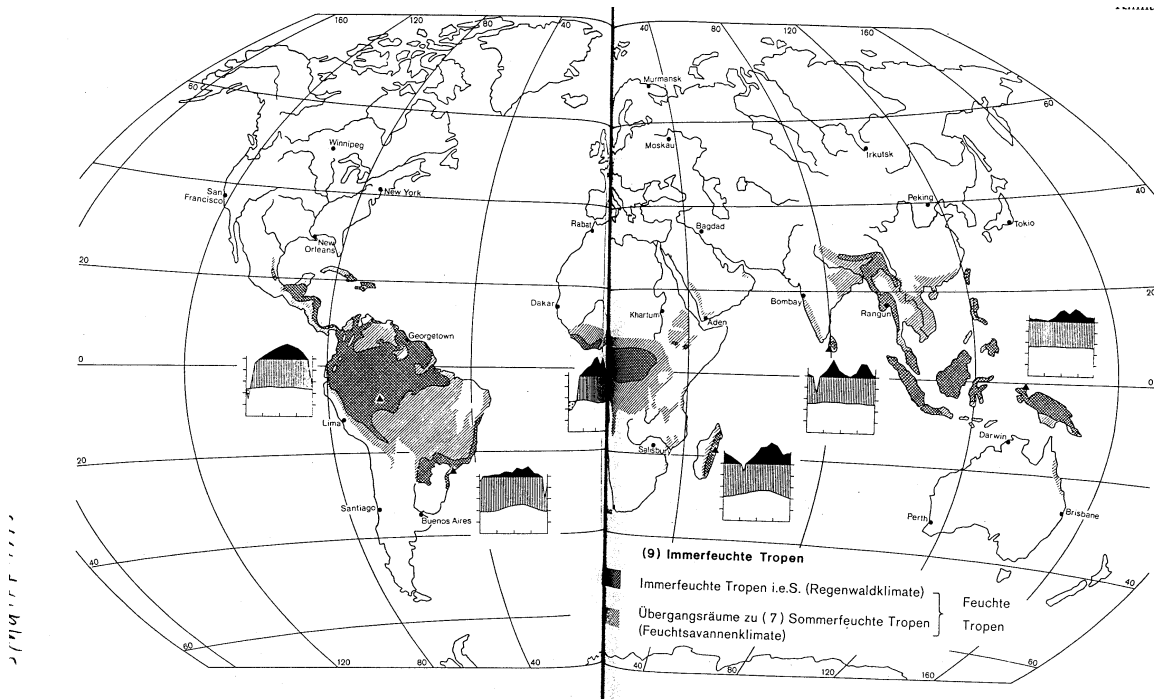 160
120
80
40
40
80
120
160
60
Murmansk
60
Winnipeg
Moskau
Irkutsk
San
Francisco
New York
Peking
40
Rabat
Bagdad
Tokio
New
Orleans
20
20
Dakar
Khartum
Aden
Bombay
Rangun
Georgetown
0
0
Lima
Darwin
Salisbury
20
Santiago
Buenos Aires
Perth
Brisbane
(9) Immerfeuchte Tropen
40
Immerfeuchte Tropen i.e.S. (Regenwaldklimate)
40
Feuchte
Tropen
Übergangsräume zu (7) Sommerfeuchte Tropen
(Feuchtsavannenklimate)
60
120
80
40
40
80
120
160
60